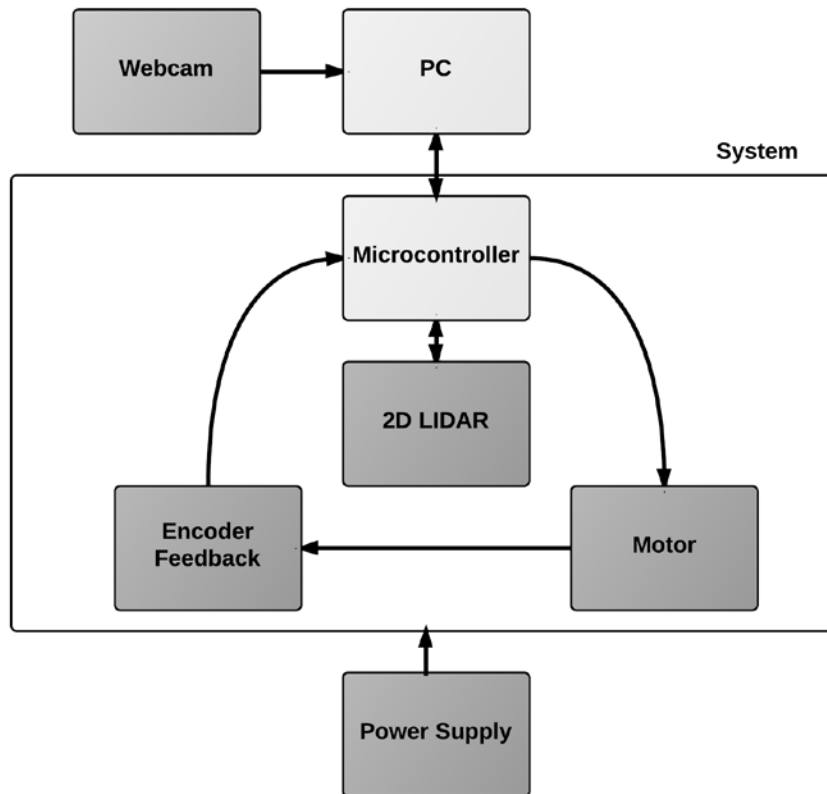 Webcam
PC
System
Microcontroller
2D LIDAR
Encoder
Feedback
Motor
Power Supply